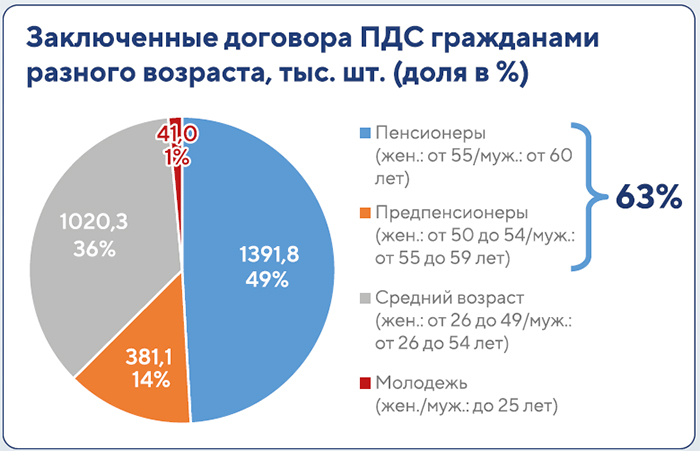 Заключенные договора ПДС гражданами
разного возраста, тыс. шт. (доля в %)
41,0
1%
1020,3
36%
1391,8
49%
381,1
14%
Пенсионеры
(жен.: от 55/муж.: от 60
лет)
Предпенсионеры
(жен.: от 50 до 54/муж.:
от 55 до 59 лет)
63%
Средний возраст
(жен.: от 26 до 49/муж.:
от 26 до 54 лет)
Молодежь
(жен./муж.: до 25 лет)